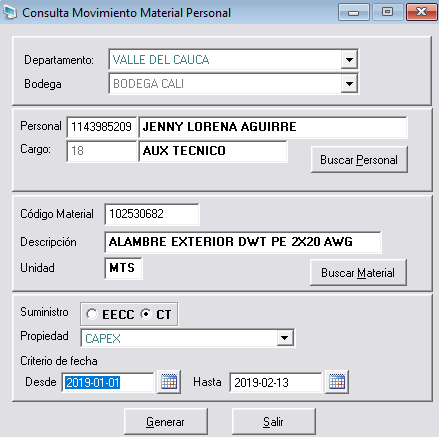 Consulta Movimiento Material Personal
Departamento: VALLE DEL CAUCA
Bodega BODEGA CALI
Personal 1143985209 JENNY LORENA AGUIRRE
Cargo: 18 AUX TECNICO
Buscar Personal
Código Material 102530682
Descripción ALAMBRE EXTERIOR DWT PE 2X20 AWG
Unidad MTS
Buscar Material
Suministro EECC CT
Propiedad CAPEX
Criterio de fecha
Desde 2019-01-01 Hasta 2019-02-13
Generar Salir